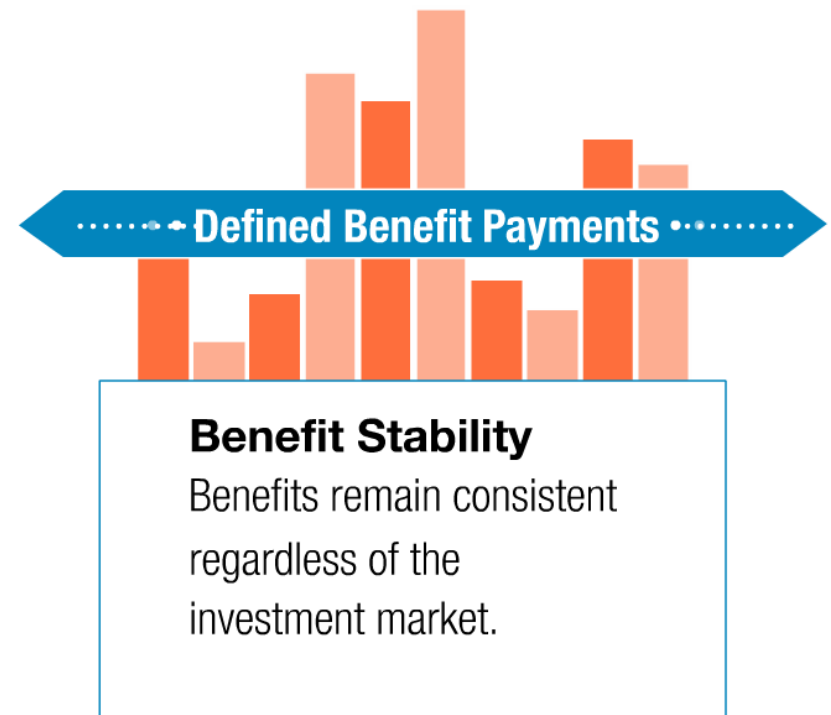 Defined Benefit Payments
Benefit Stability
Benefits remain consistent
regardless of the
investment market.